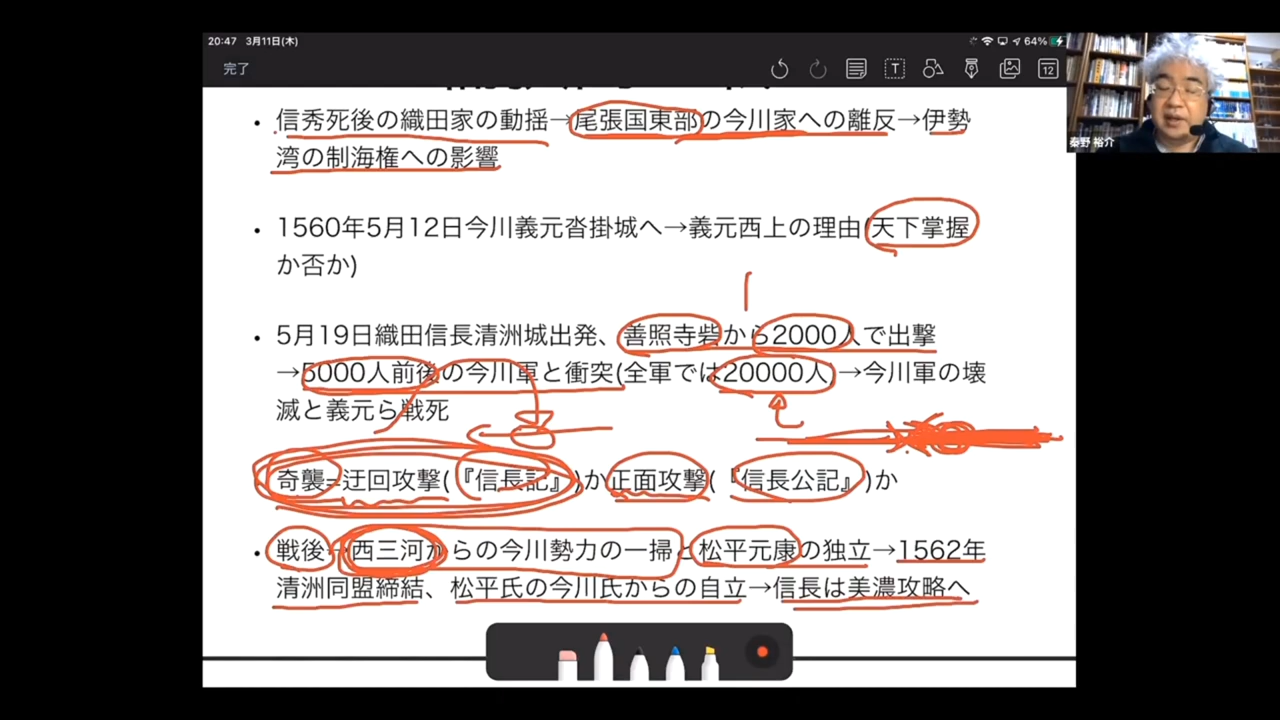 20:47 3月11日(木)
64%
完了
T
12
秦野 裕介
• 信秀死後の織田家の動揺→尾張国東部の今川家への離反→伊勢
湾の制海権への影響
• 1560年5月12日今川義元沓掛城へ→義元西上の理由(天下掌握
か否か)
• 5月19日織田信長清洲城出発、善照寺砦から2000人で出撃
→5000人前後の今川軍と衝突(全軍では20000人)→今川軍の壊
滅と義元ら戦死
奇襲=迂回攻撃(『信長記』)か正面攻撃(『信長公記』)か
• 戦後→西三河からの今川勢力の一掃と松平元康の独立→1562年
清洲同盟締結、松平氏の今川氏からの自立→信長は美濃攻略へ